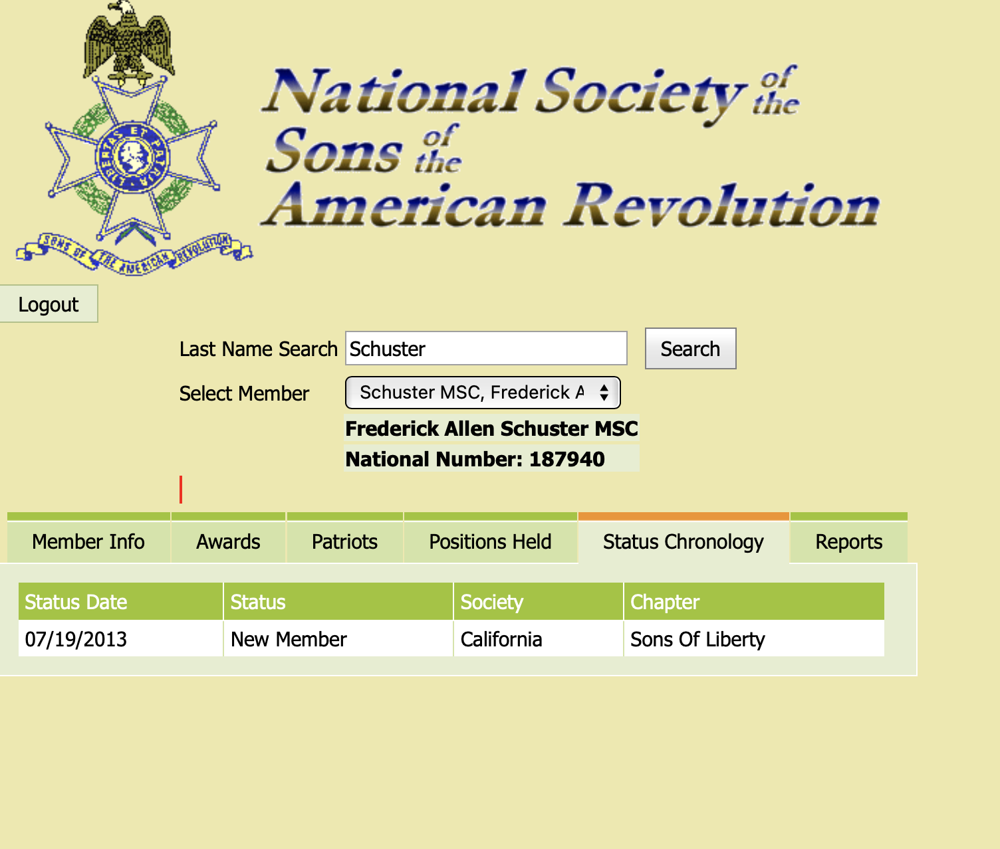 National Society of the
Sons of the
American Revolution
LIBERTAS ET PATRIA
SONS OF THE AMERICAN REVOLUTION
Logout
Last Name Search Schuster Search
Select Member Schuster MSC, Frederick A
Frederick Allen Schuster MSC
National Number: 187940
Member Info Awards Patriots Positions Held Status Chronology Reports
Status Date Status Society Chapter
07/19/2013 New Member California Sons Of Liberty